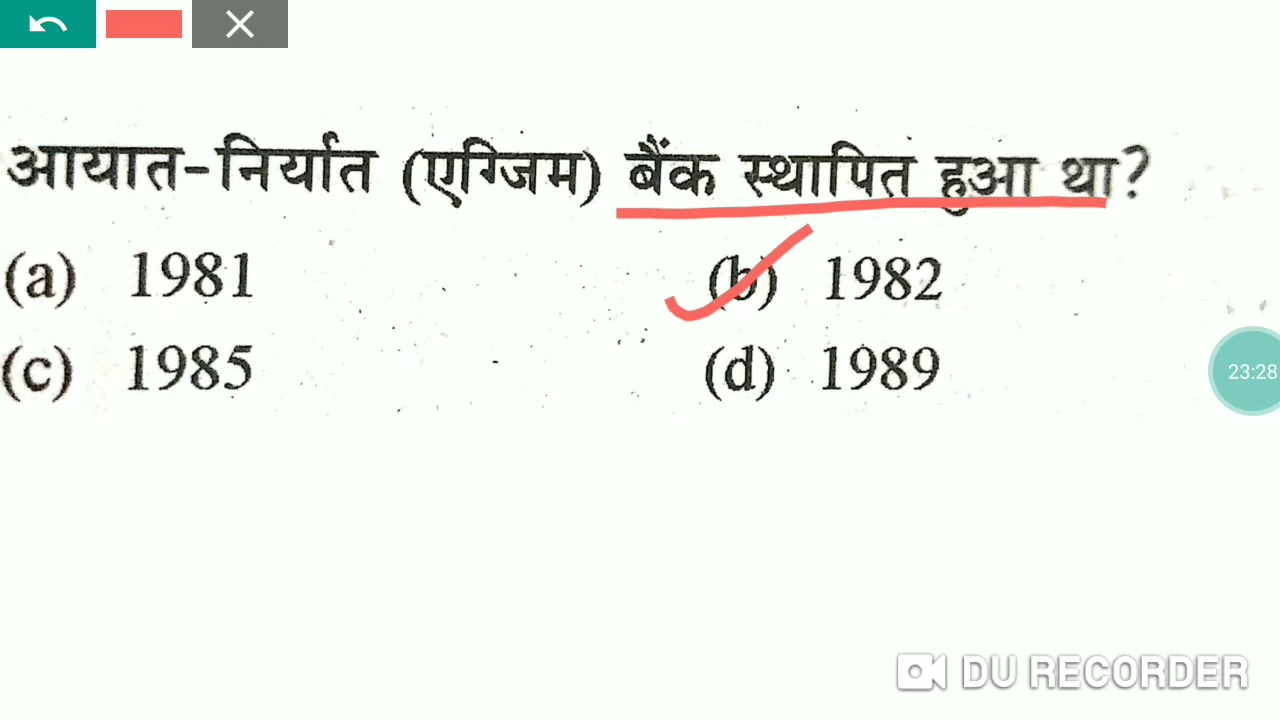 आयात-निर्यात (एग्जिम) बैंक स्थापित हुआ था?
(a) 1981 (b) 1982
(c) 1985 (d) 1989
23:28
DU RECORDER